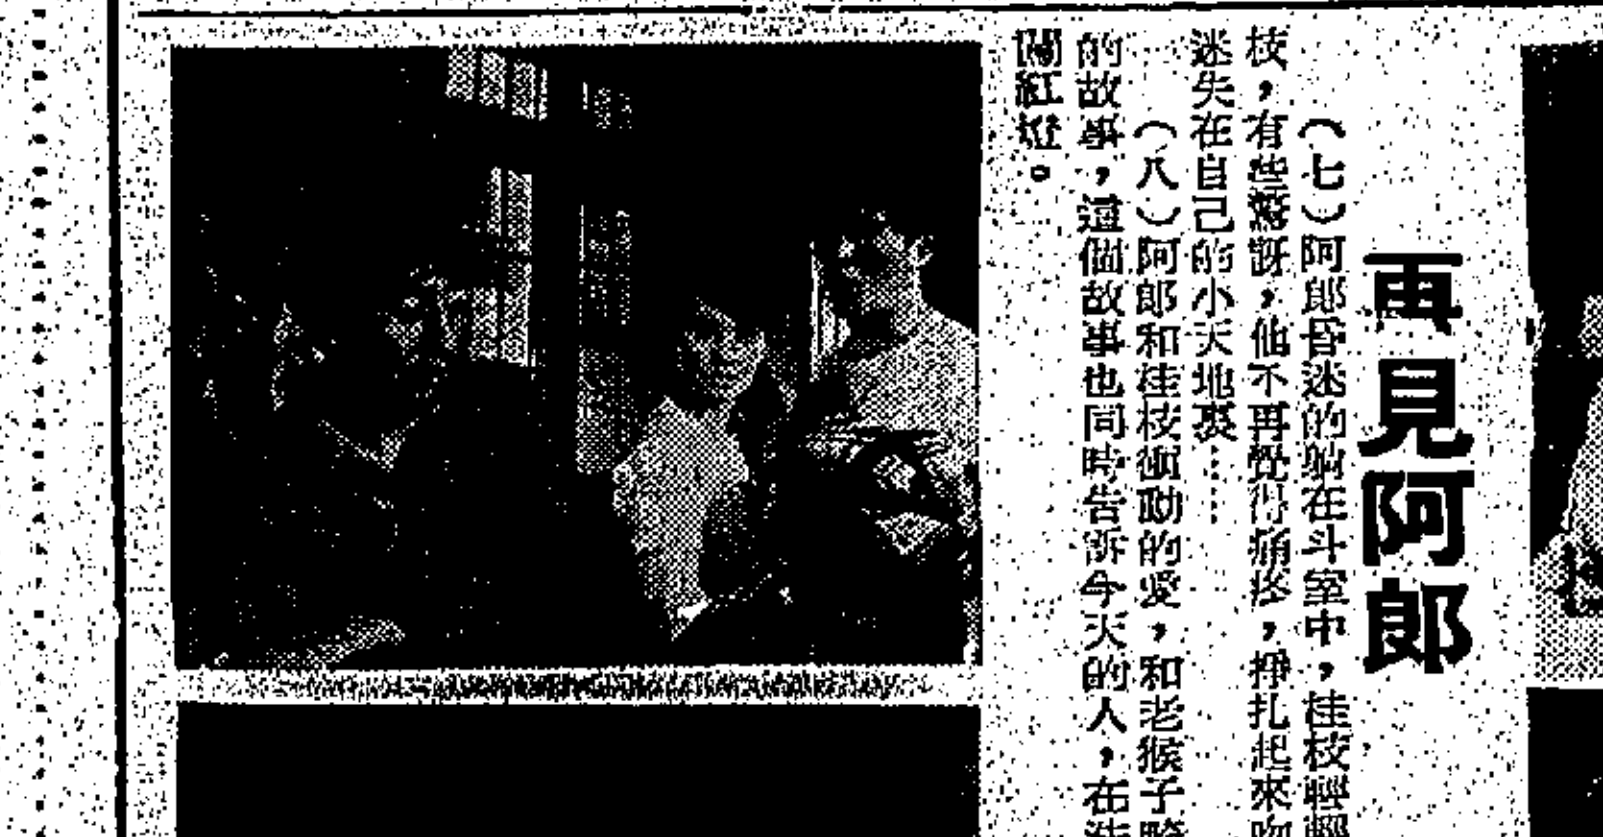 再見阿郎
(七)阿郎昏迷的躺在斗室中,桂枝輕輕
枝,有些驚訝,他不再覺得痛疼,掙扎起來吻
迷失在自己的小天地裏……
(八)阿郎和桂枝衝動的愛,和老猴子騎
的故事,這個故事也同時告訴今天的人,在
闖紅燈。